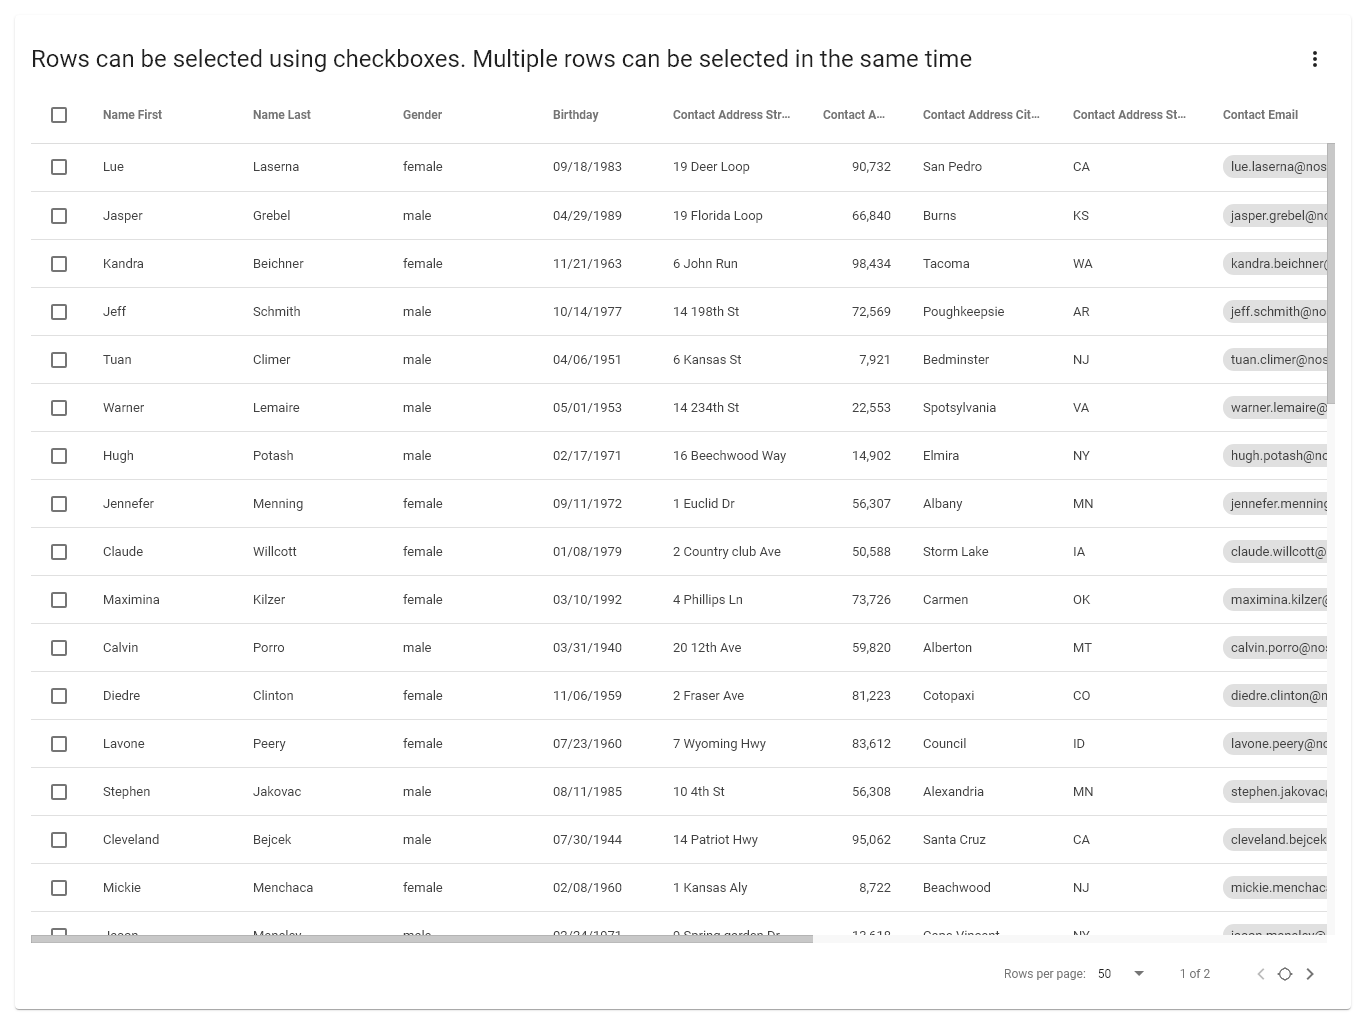 Rows can be selected using checkboxes. Multiple rows can be selected in the same time
Name First Name Last Gender Birthday Contact Address Str... Contact A... Contact Address Cit... Contact Address St... Contact Email
Lue Laserna female 09/18/1983 19 Deer Loop 90,732 San Pedro CA lue.laserna@nos
Jasper Grebel male 04/29/1989 19 Florida Loop 66,840 Burns KS jasper.grebel@no
Kandra Beichner female 11/21/1963 6 John Run 98,434 Tacoma WA kandra.beichner@
Jeff Schmith male 10/14/1977 14 198th St 72,569 Poughkeepsie AR jeff.schmith@no
Tuan Climer male 04/06/1951 6 Kansas St 7,921 Bedminster NJ tuan.climer@nos
Warner Lemaire male 05/01/1953 14 234th St 22,553 Spotsylvania VA warner.lemaire@
Hugh Potash male 02/17/1971 16 Beechwood Way 14,902 Elmira NY hugh.potash@no
Jennefer Menning female 09/11/1972 1 Euclid Dr 56,307 Albany MN jennefer.menning
Claude Willcott female 01/08/1979 2 Country club Ave 50,588 Storm Lake IA claude.willcott@
Maximina Kilzer female 03/10/1992 4 Phillips Ln 73,726 Carmen OK maximina.kilzer@
Calvin Porro male 03/31/1940 20 12th Ave 59,820 Alberton MT calvin.porro@nos
Diedre Clinton female 11/06/1959 2 Fraser Ave 81,223 Cotopaxi CO diedre.clinton@n
Lavone Peery female 07/23/1960 7 Wyoming Hwy 83,612 Council ID lavone.peery@no
Stephen Jakovac male 08/11/1985 10 4th St 56,308 Alexandria MN stephen.jakovac@
Cleveland Bejcek male 07/30/1944 14 Patriot Hwy 95,062 Santa Cruz CA cleveland.bejcek
Mickie Menchaca female 02/08/1960 1 Kansas Aly 8,722 Beachwood NJ mickie.menchac
Rows per page: 50 1 of 2